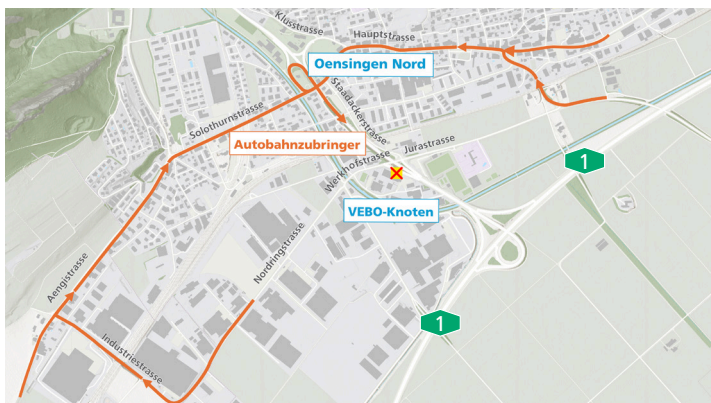 Klusstrasse
Hauptstrasse
Oensingen Nord
Staadackerstrasse
Solothurnstrasse
Autobahnzubringer
Jurastrasse
Werkhofstrasse
1
VEBO-Knoten
Nordringstrasse
Aengistrasse
1
Industriestrasse